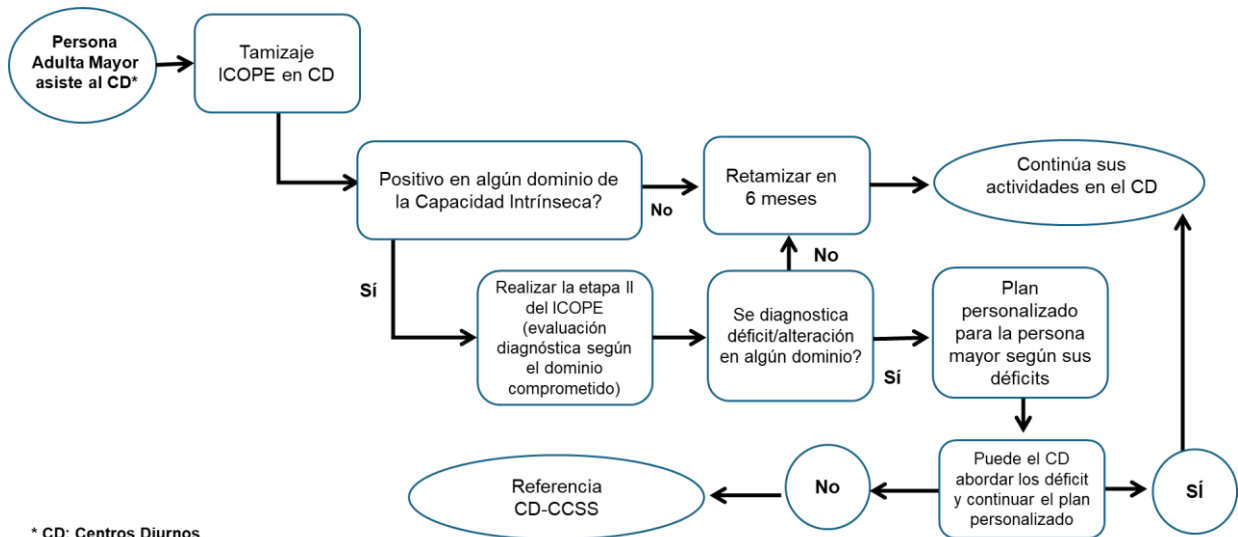 Persona
Adulta Mayor
asiste al CD*
Tamizaje
ICOPE en CD
Positivo en algún dominio de
la Capacidad Intrínseca?
No
Retamizar en
6 meses
Continúa sus
actividades en el CD
Sí
Realizar la etapa II
del ICOPE
(evaluación
diagnóstica según
el dominio
comprometido)
No
Se diagnostica
déficit/alteración
en algún dominio?
Sí
Plan
personalizado
para la persona
mayor según sus
déficits
Puede el CD
abordar los déficit
y continuar el plan
personalizado
No
SÍ
Referencia
CD-CCSS
* CD: Centros Diurnos